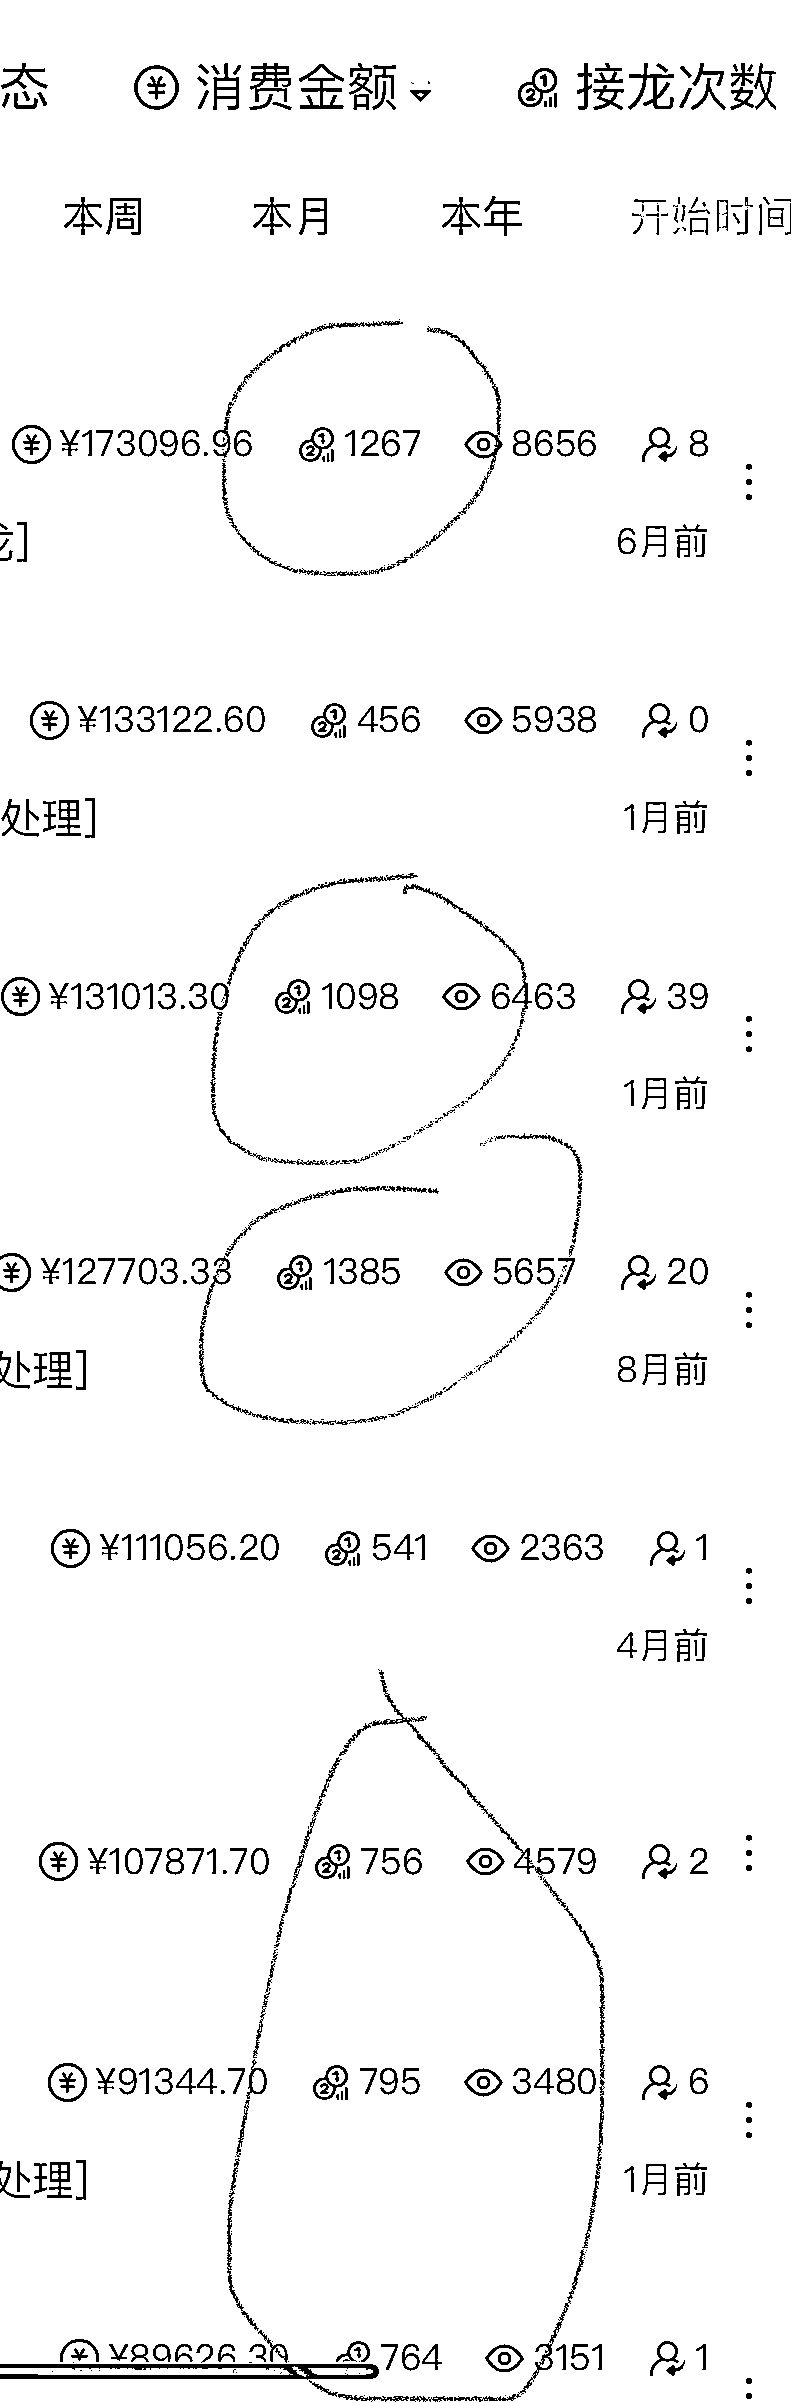 态 消费金额 接龙次数
本周 本月 本年 开始时间
¥173096.96 1267 8656 8
龙] 6月前
¥133122.60 456 5938 0
处理] 1月前
¥131013.30 1098 6463 39
1月前
¥127703.33 1385 5657 20
处理] 8月前
¥111056.20 541 2363 1
4月前
¥107871.70 756 4579 2
¥91344.70 795 3480 6
处理] 1月前
¥89626.30 764 3151 1